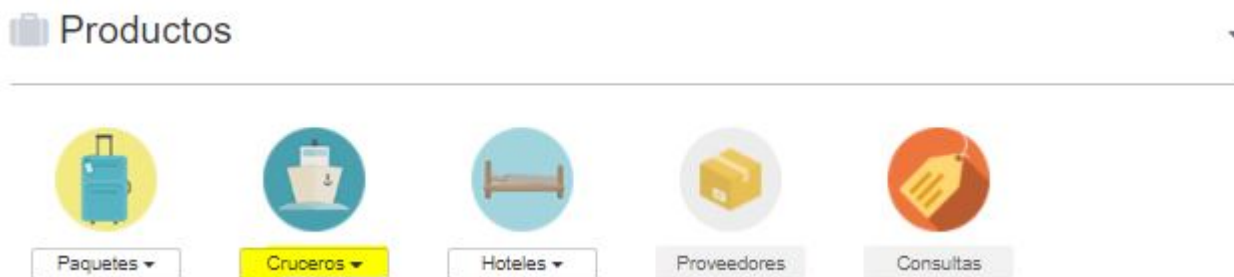 Productos
Paquetes
Cruceros
Hoteles
Proveedores
Consultas